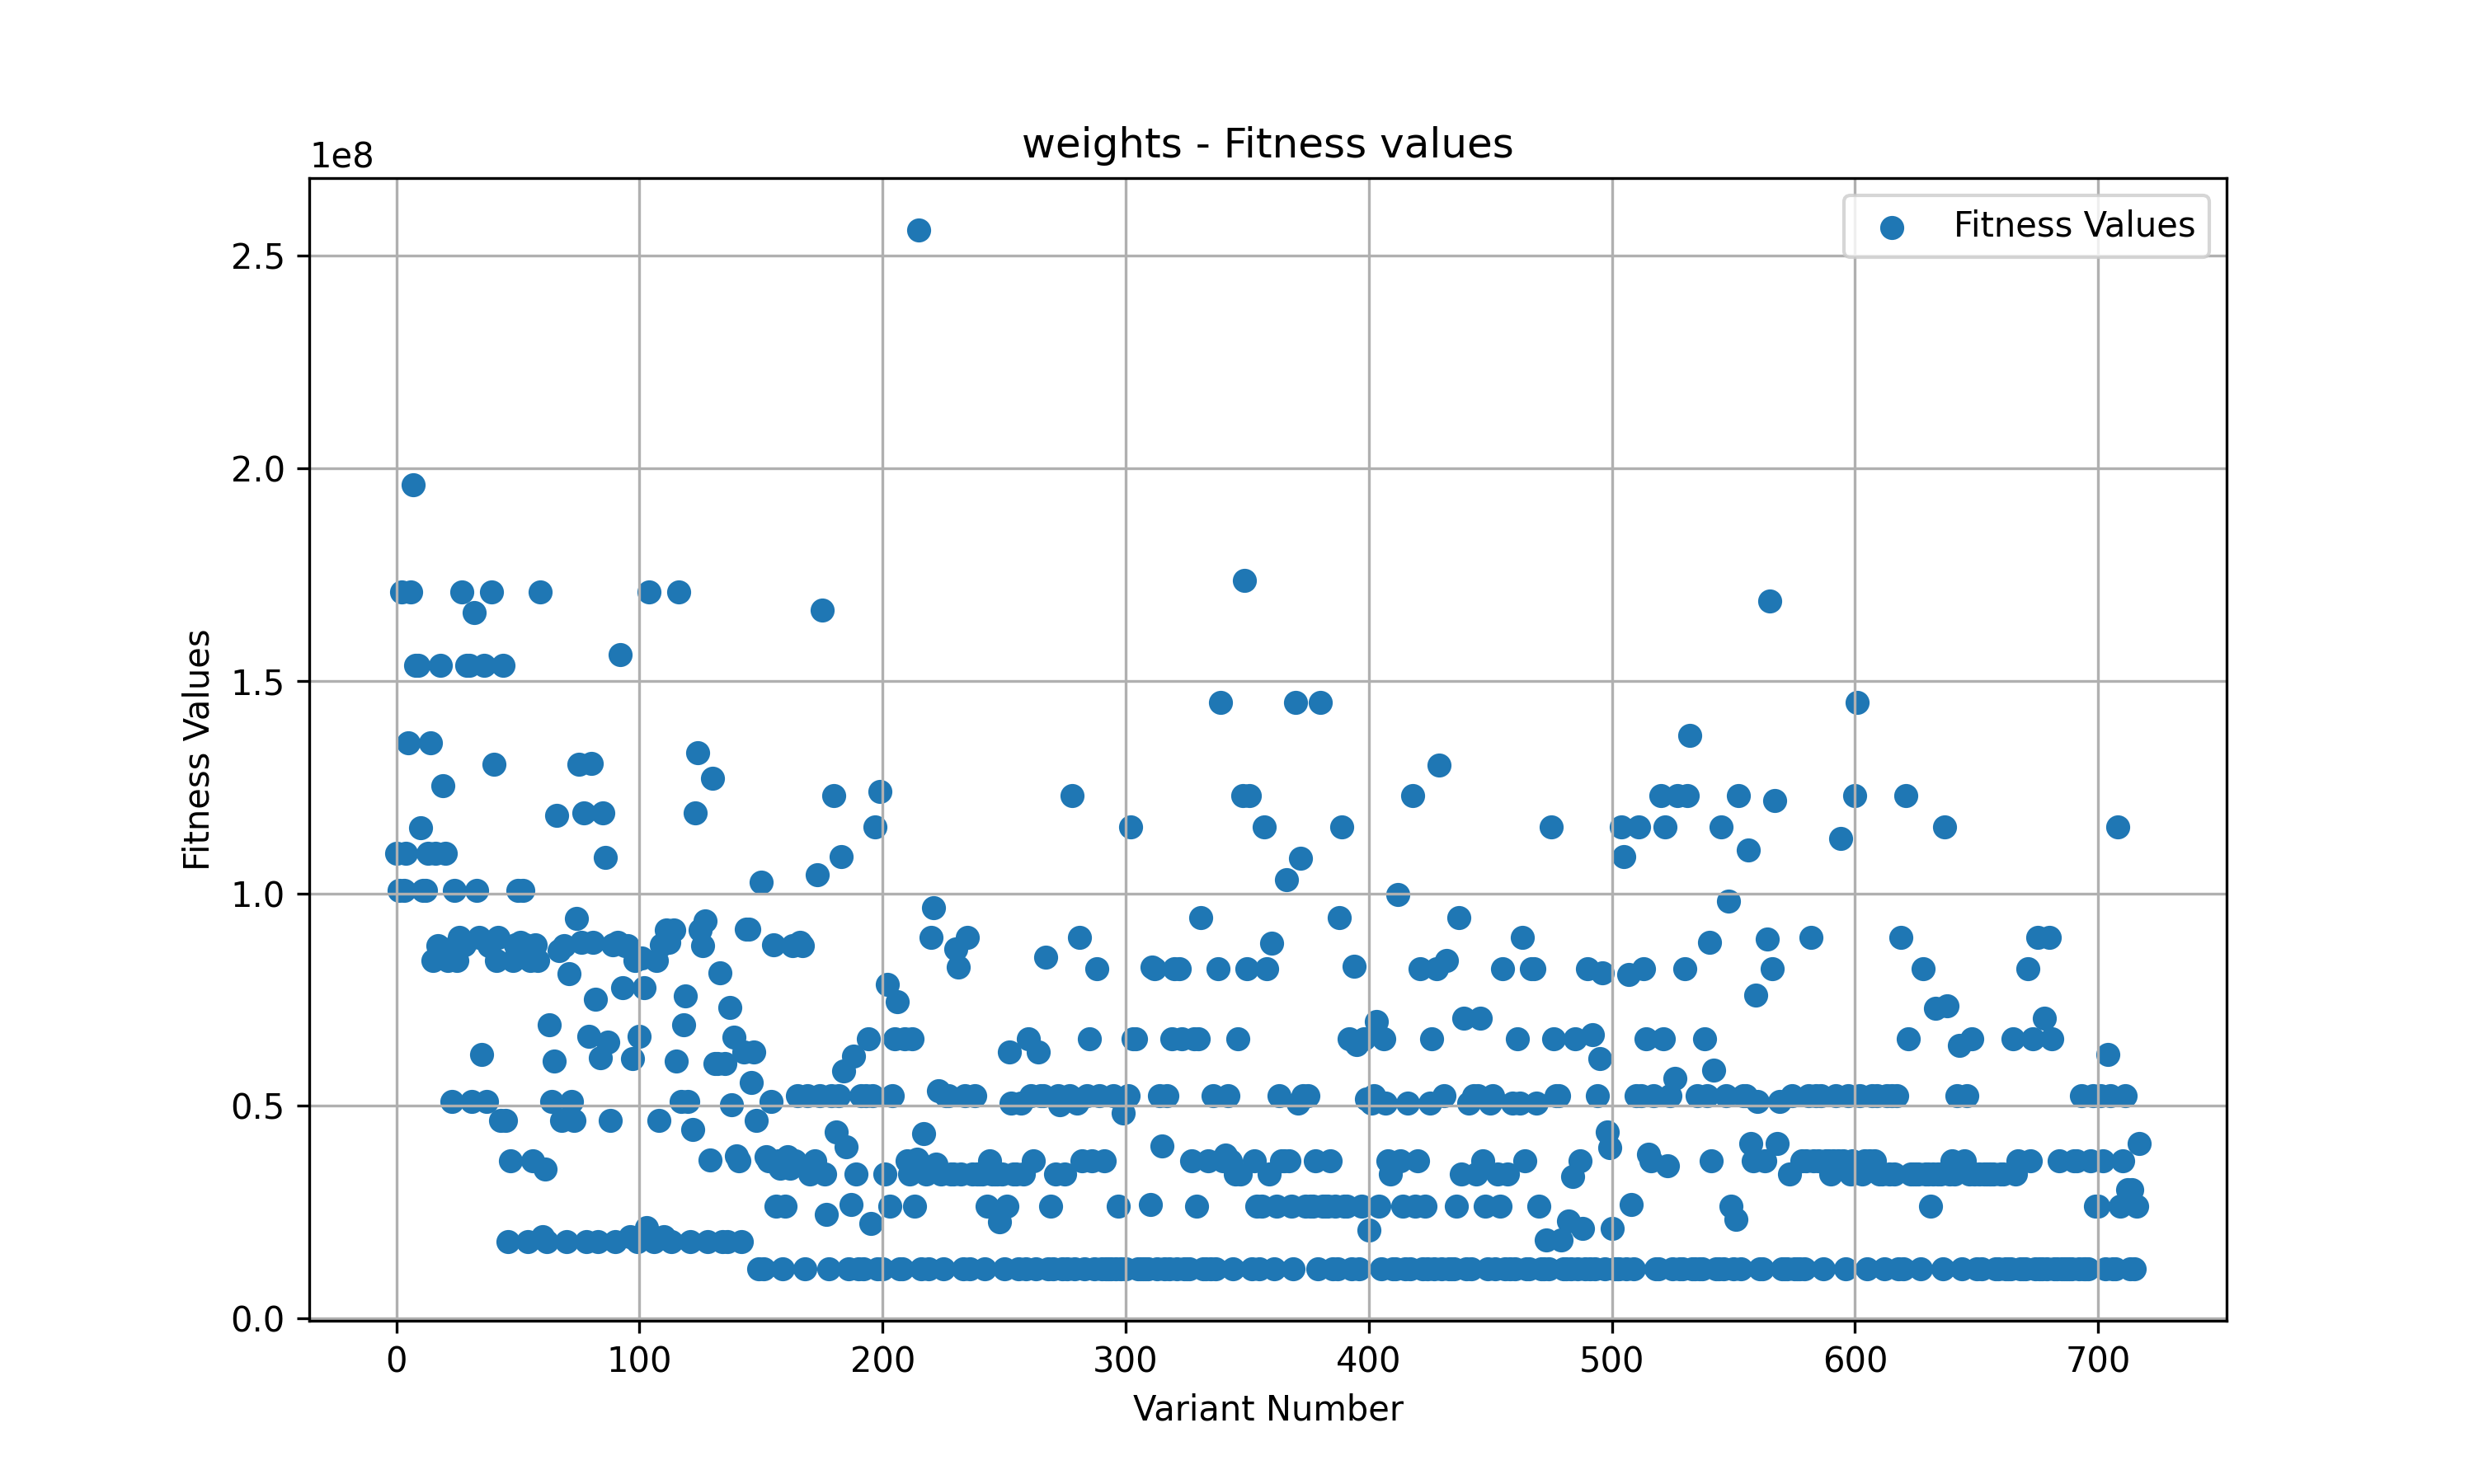 weights - Fitness values
1e8
Fitness Values
2.5
2.0
1.5
1.0
0.5
0.0
Fitness Values
0 100 200 300 400 500 600 700
Variant Number